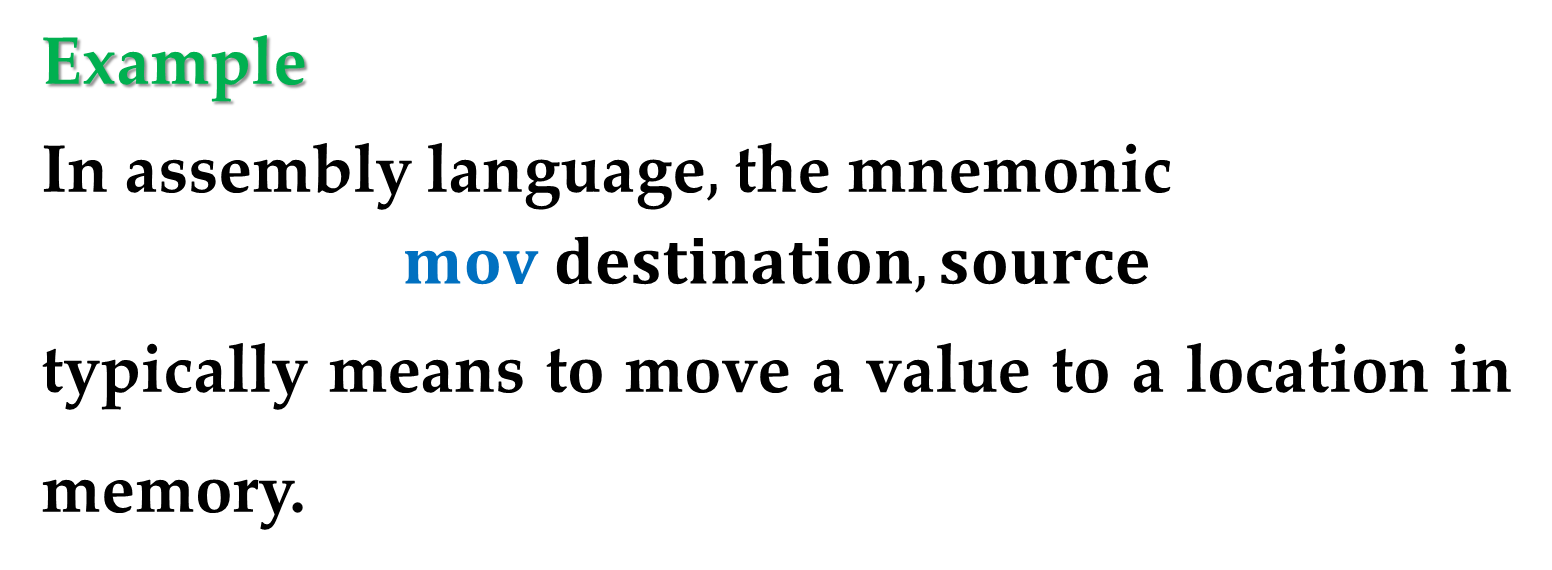 Example
In assembly language, the mnemonic
mov destination, source
typically means to move a value to a location in
memory.